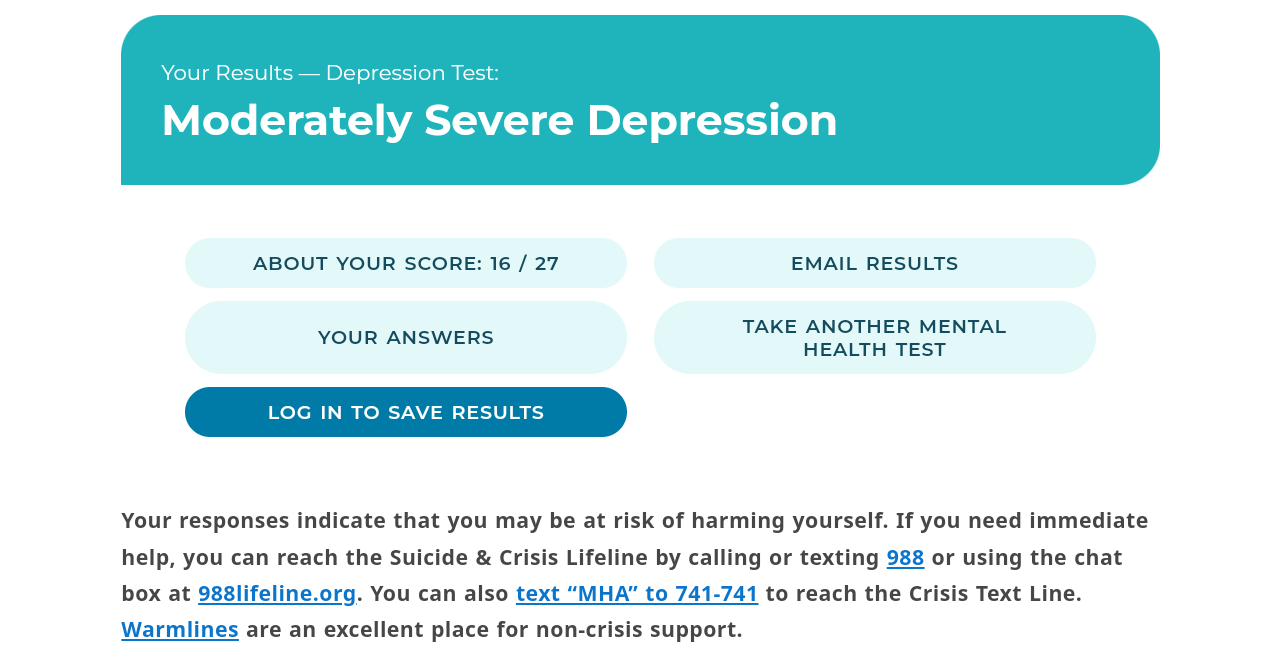 Your Results — Depression Test:
Moderately Severe Depression
ABOUT YOUR SCORE: 16 / 27
EMAIL RESULTS
YOUR ANSWERS
TAKE ANOTHER MENTAL
HEALTH TEST
LOG IN TO SAVE RESULTS
Your responses indicate that you may be at risk of harming yourself. If you need immediate
help, you can reach the Suicide & Crisis Lifeline by calling or texting 988 or using the chat
box at 988lifeline.org. You can also text “MHA” to 741-741 to reach the Crisis Text Line.
Warmlines are an excellent place for non-crisis support.